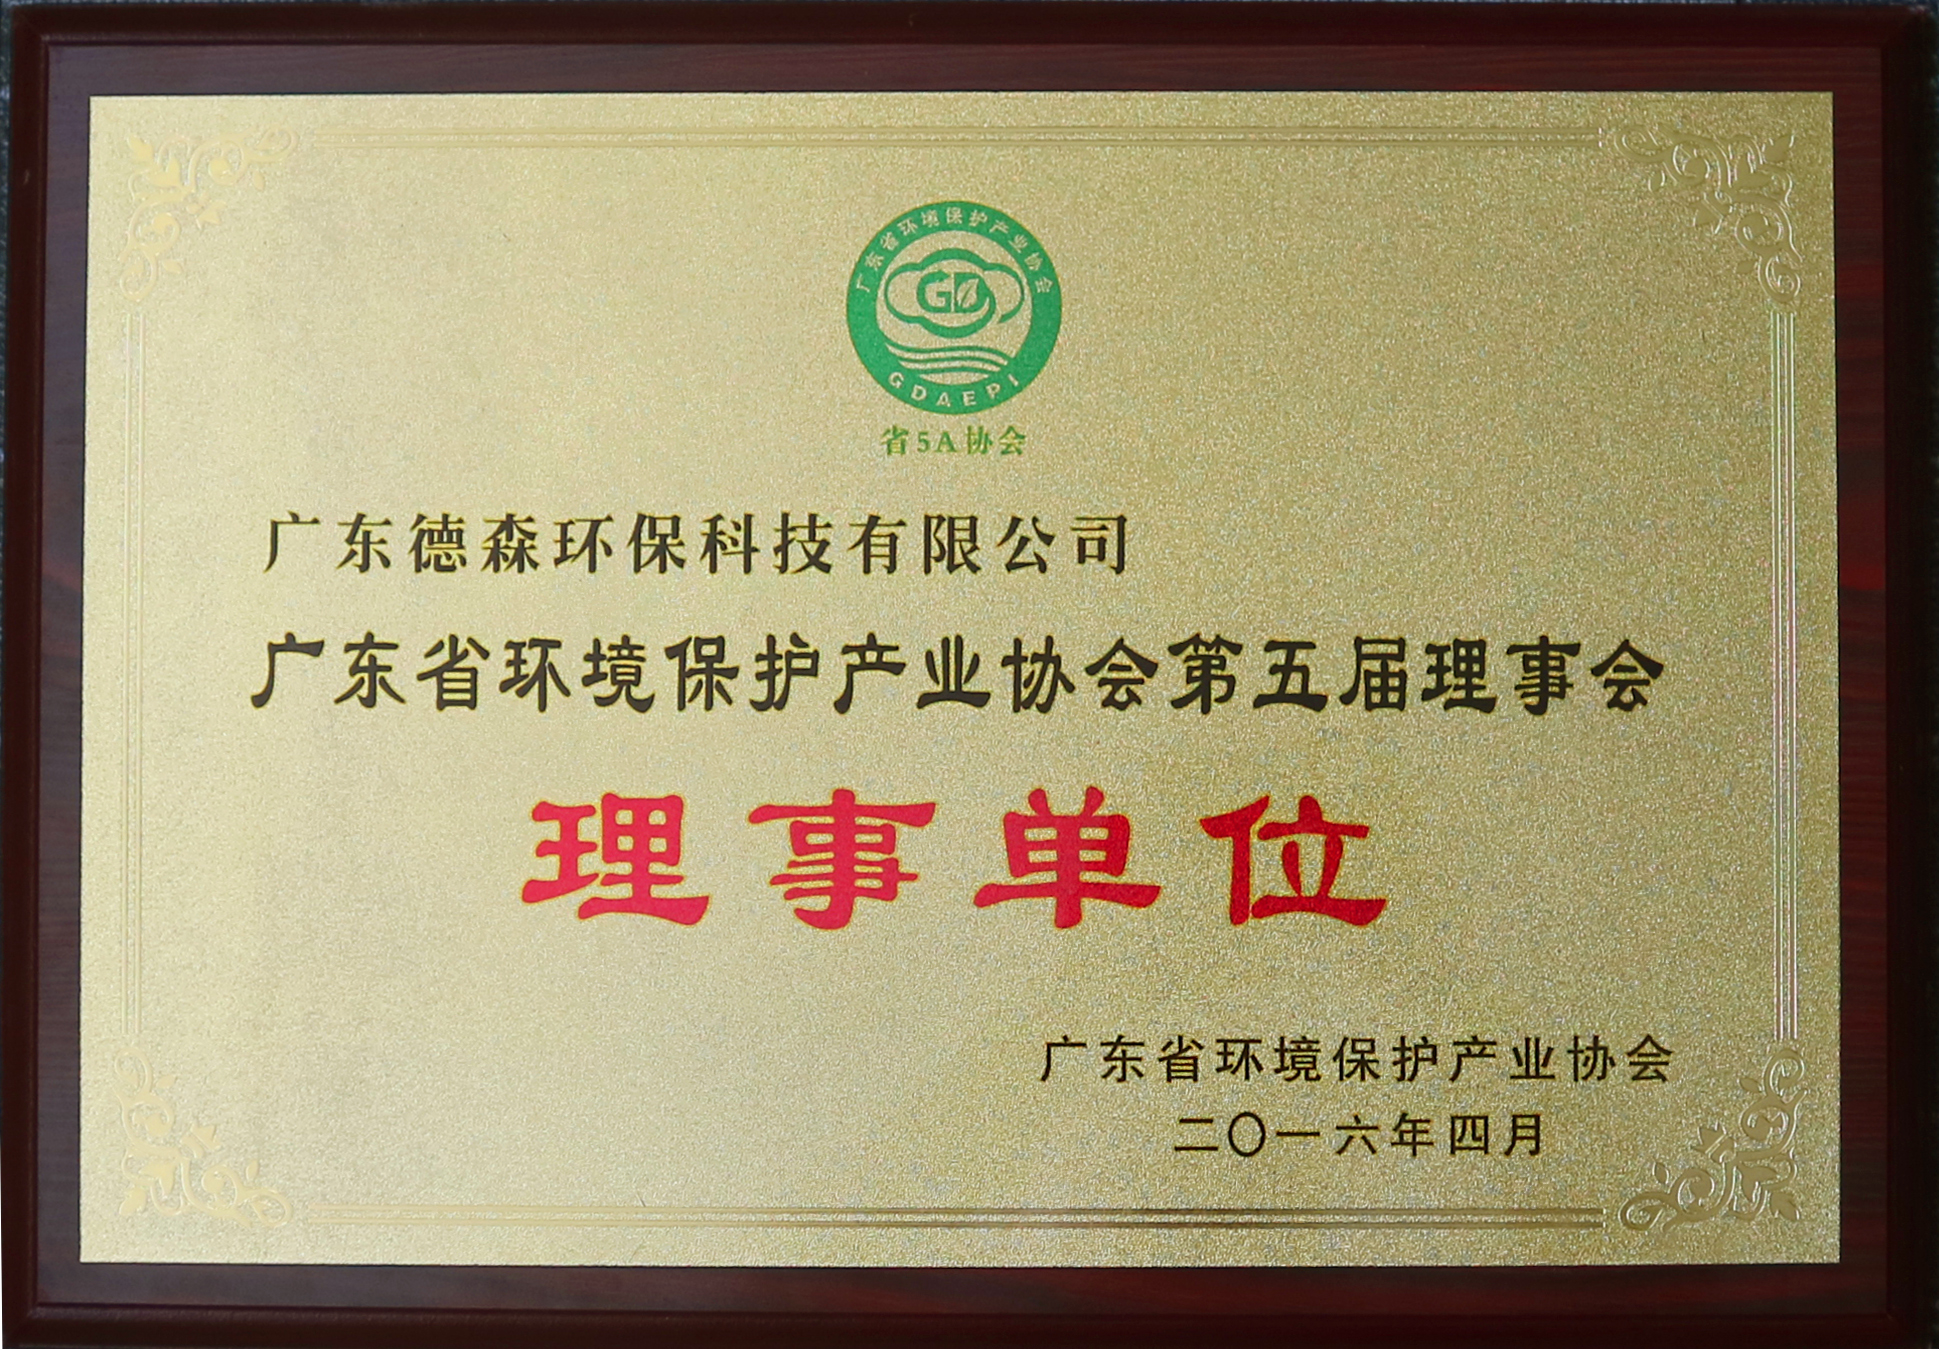 广东省环境保护产业协会
GD
GDAEPI
省5A协会
广东德森环保科技有限公司
广东省环境保护产业协会第五届理事会
理事单位
广东省环境保护产业协会
二〇一六年四月